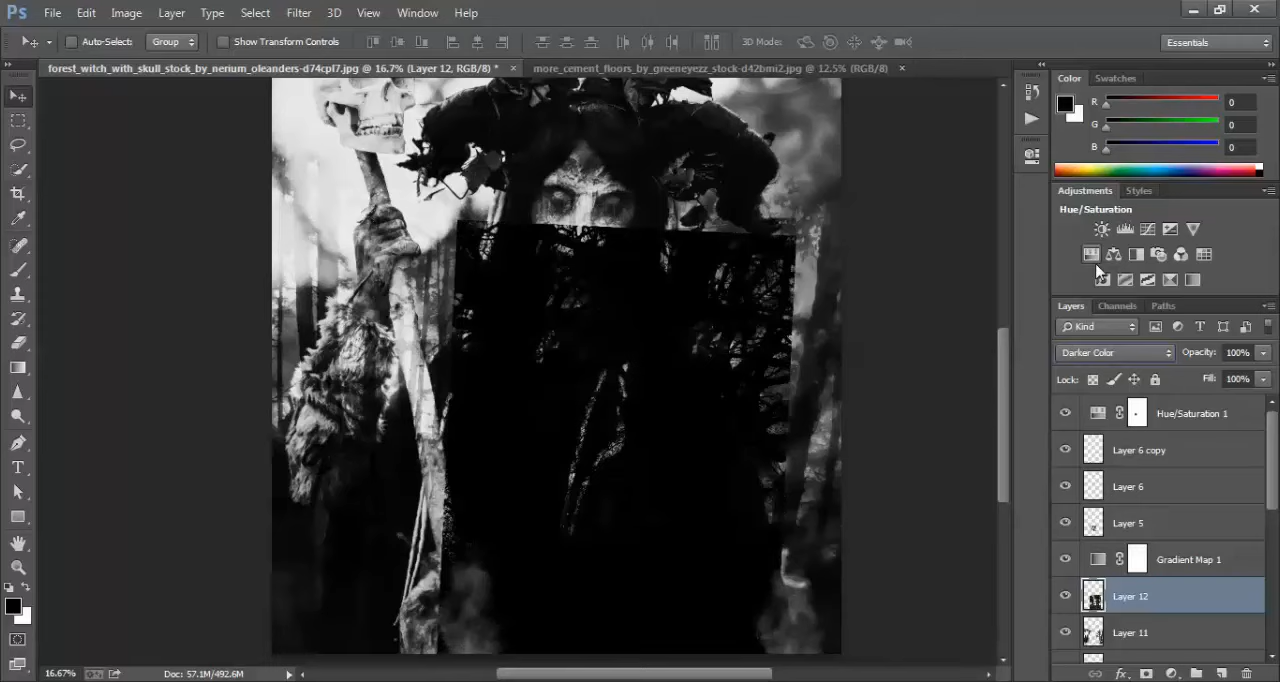 Ps File Edit Image Layer Type Select Filter 3D View Window Help
Auto-Select: Group Show Transform Controls 3D Mode: Essentials
forest_witch_with_skull_stock_by_nerium_oleanders-d74cpl7.jpg @ 16.7% (Layer 12, RGB/8) * × more_cement_floors_by_greeneyezz_stock-d42bmi2.jpg @ 12.5% (RGB/8) ×
Color Swatches
R 0
G 0
B 0
Adjustments Styles
Hue/Saturation
Layers Channels Paths
Kind
Darker Color Opacity: 100%
Lock: Fill: 100%
Hue/Saturation 1
Layer 6 copy
Layer 6
Layer 5
Gradient Map 1
Layer 12
Layer 11
16.67% Doc: 57.1M/492.6M